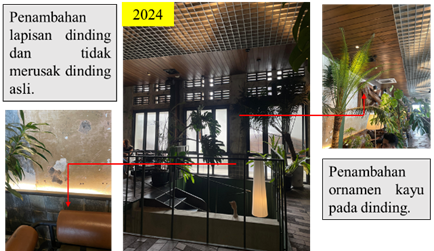 Penambahan
lapisan dinding
dan tidak
merusak dinding
asli.
2024
Penambahan
ornamen kayu
pada dinding.